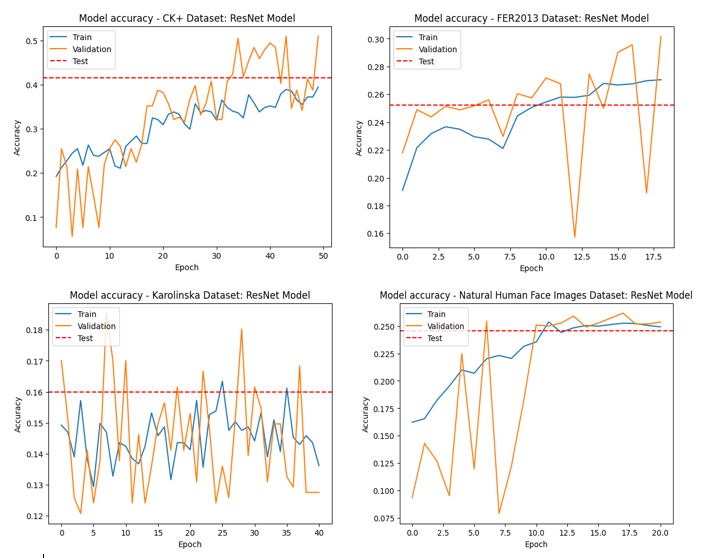 Model accuracy - CK+ Dataset: ResNet Model
Train
Validation
Test
Accuracy
0.5
0.4
0.3
0.2
0.1
0 10 20 30 40 50
Epoch
Model accuracy - FER2013 Dataset: ResNet Model
Train
Validation
Test
Accuracy
0.30
0.28
0.26
0.24
0.22
0.20
0.18
0.16
0.0 2.5 5.0 7.5 10.0 12.5 15.0 17.5
Epoch
Model accuracy - Karolinska Dataset: ResNet Model
Train
Validation
Test
Accuracy
0.18
0.17
0.16
0.15
0.14
0.13
0.12
0 5 10 15 20 25 30 35 40
Epoch
Model accuracy - Natural Human Face Images Dataset: ResNet Model
Train
Validation
Test
Accuracy
0.250
0.225
0.200
0.175
0.150
0.125
0.100
0.075
0.0 2.5 5.0 7.5 10.0 12.5 15.0 17.5 20.0
Epoch